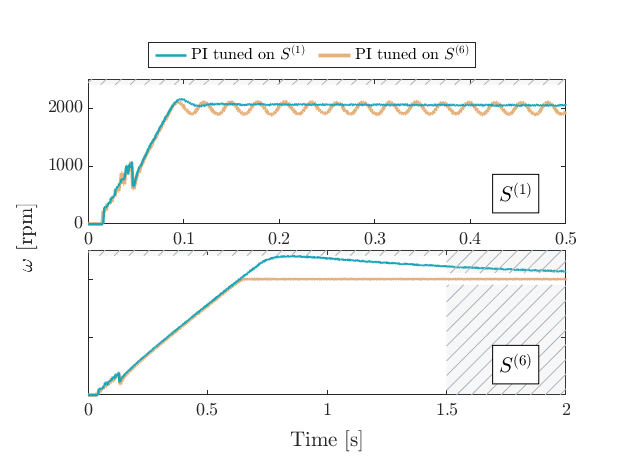 PI tuned on S^(1) PI tuned on S^(6)
2000
1000
0
0 0.1 0.2 0.3 0.4 0.5
S^(1)
ω [rpm]
S^(6)
0 0.5 1 1.5 2
Time [s]